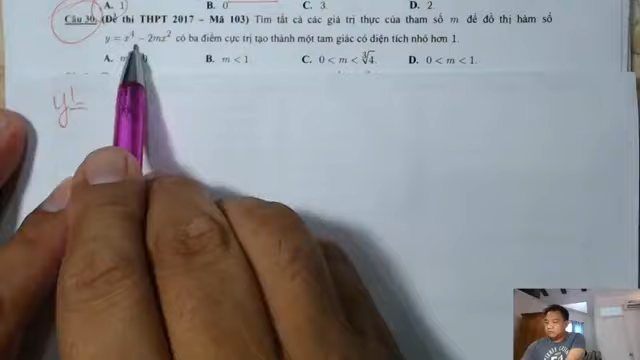 A. 1 B. 0 C. 3. D. 2.
Câu 30. (Đề thi THPT 2017 – Mã 103) Tìm tất cả các giá trị thực của tham số m để đồ thị hàm số
y = x⁴ − 2mx² có ba điểm cực trị tạo thành một tam giác có diện tích nhỏ hơn 1.
A. m B. m < 1 C. 0 < m < ∛4. D. 0 < m < 1.
y' =